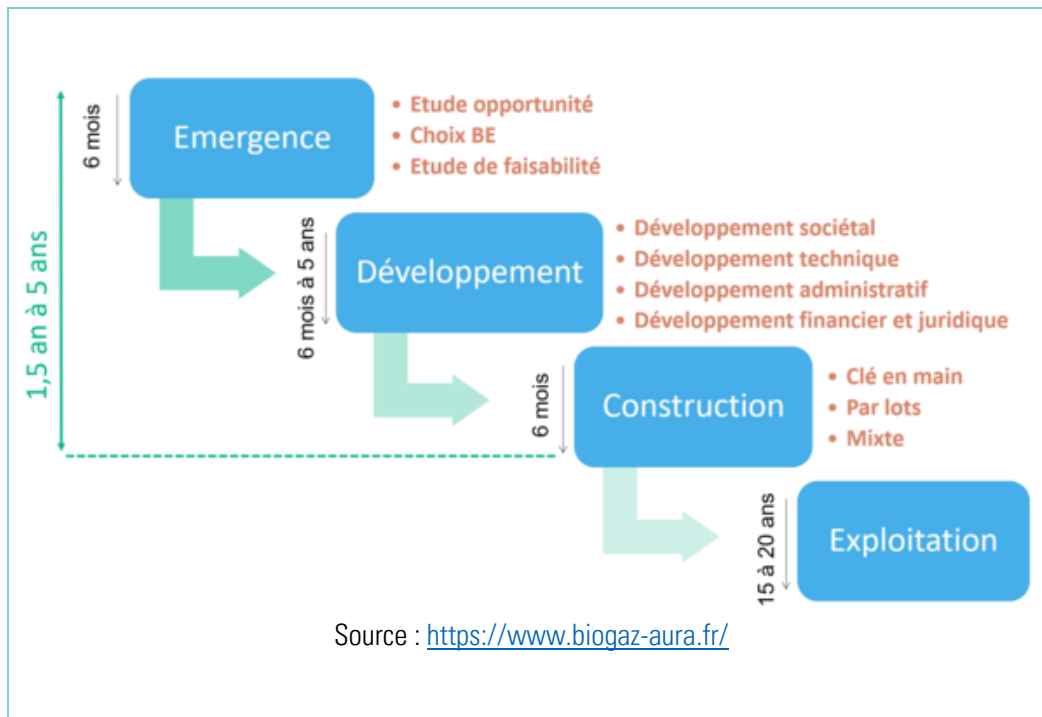 1,5 an à 5 ans
6 mois
Emergence
• Etude opportunité
• Choix BE
• Etude de faisabilité
6 mois à 5 ans
Développement
• Développement sociétal
• Développement technique
• Développement administratif
• Développement financier et juridique
6 mois
Construction
• Clé en main
• Par lots
• Mixte
15 à 20 ans
Exploitation
Source : https://www.biogaz-aura.fr/